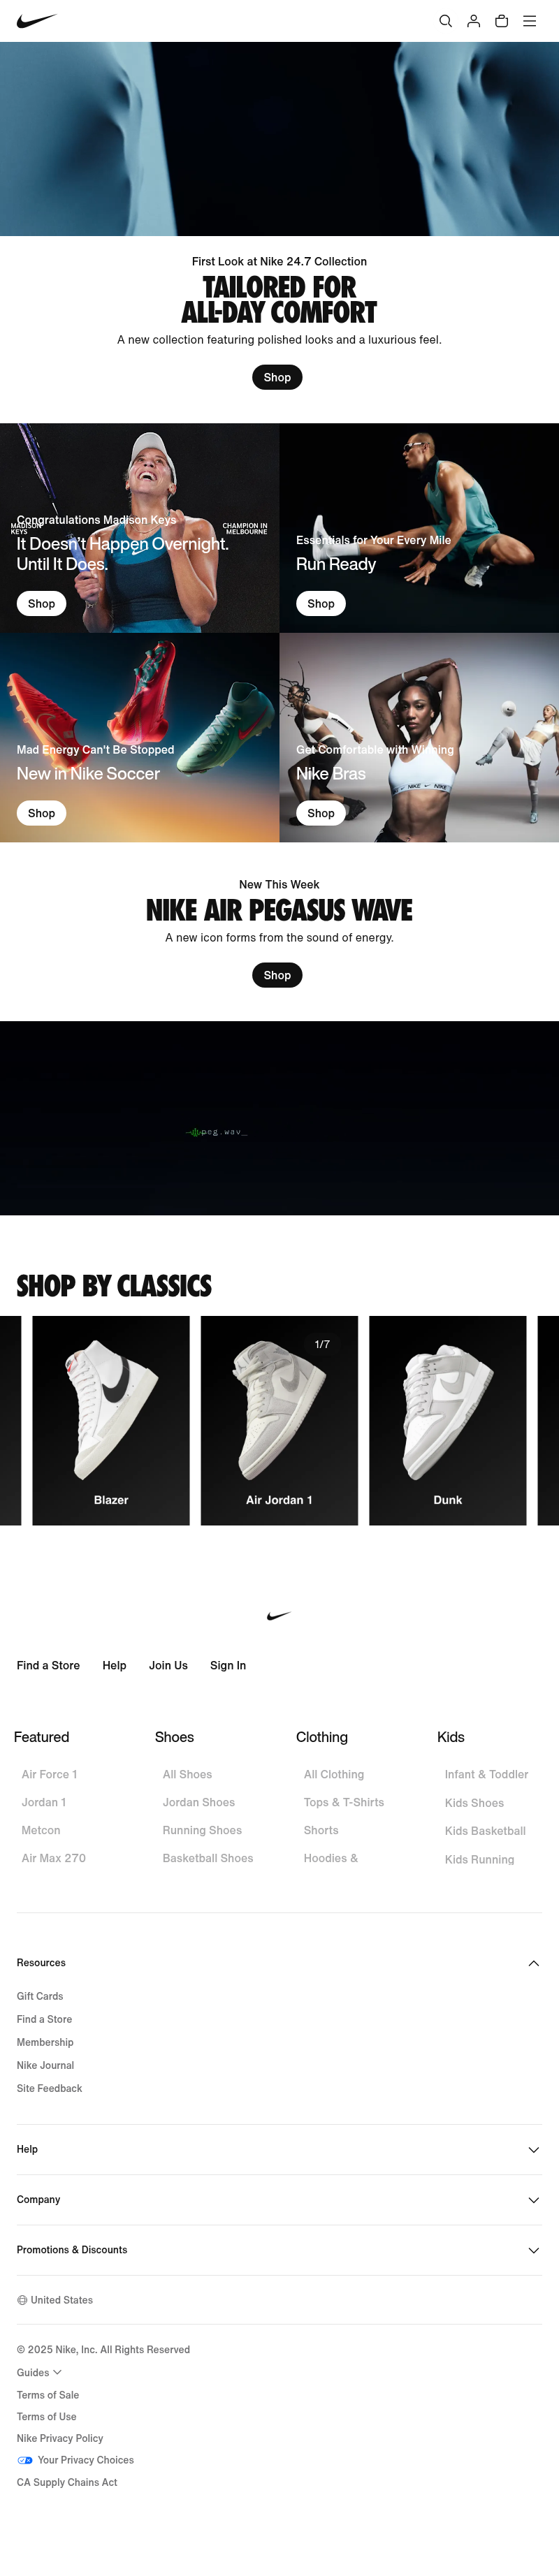 First Look at Nike 24.7 Collection
TAILORED FOR
ALL-DAY COMFORT
A new collection featuring polished looks and a luxurious feel.
Shop
MADISON
KEYS
CHAMPION IN
MELBOURNE
Congratulations Madison Keys
It Doesn't Happen Overnight.
Until It Does.
Shop
Essentials for Your Every Mile
Run Ready
Shop
Mad Energy Can't Be Stopped
New in Nike Soccer
Shop
NIKE
NIKE
Get Comfortable with Winning
Nike Bras
Shop
New This Week
NIKE AIR PEGASUS WAVE
A new icon forms from the sound of energy.
Shop
peg.wav_
SHOP BY CLASSICS
1/7
Blazer
Air Jordan 1
Dunk
Find a Store
Help
Join Us
Sign In
Featured
Air Force 1
Jordan 1
Metcon
Air Max 270
Shoes
All Shoes
Jordan Shoes
Running Shoes
Basketball Shoes
Clothing
All Clothing
Tops & T-Shirts
Shorts
Hoodies &
Kids
Infant & Toddler
Kids Shoes
Kids Basketball
Kids Running
Resources
Gift Cards
Find a Store
Membership
Nike Journal
Site Feedback
Help
Company
Promotions & Discounts
United States
© 2025 Nike, Inc. All Rights Reserved
Guides
Terms of Sale
Terms of Use
Nike Privacy Policy
Your Privacy Choices
CA Supply Chains Act